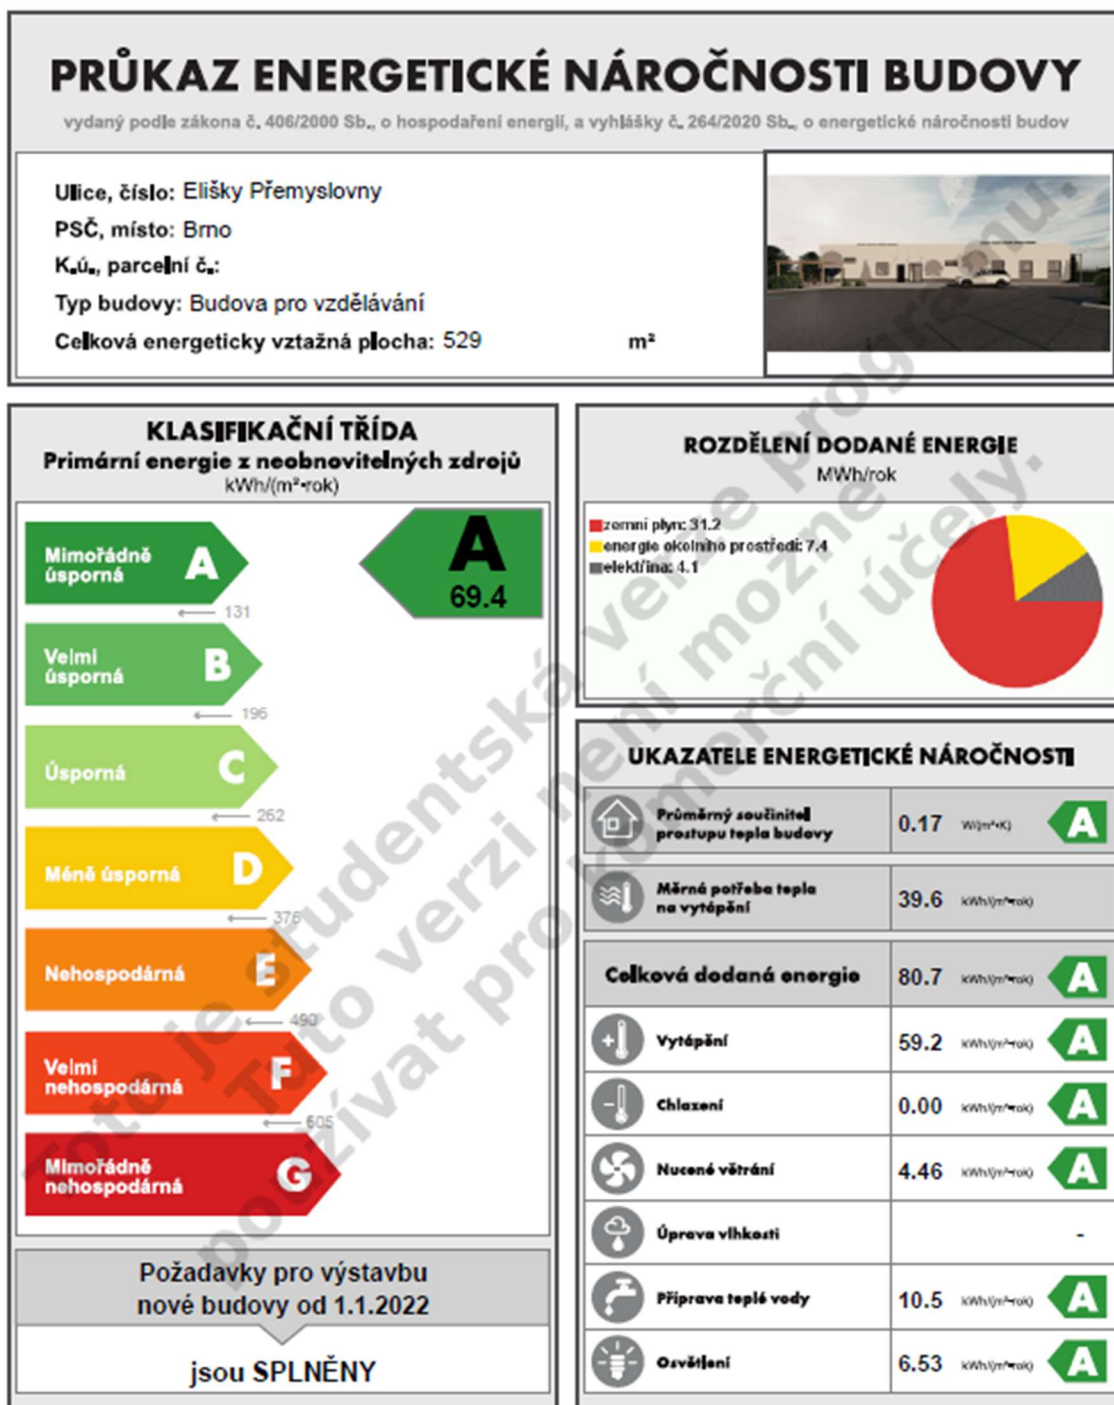 PRŮKAZ ENERGETICKÉ NÁROČNOSTI BUDOVY
vydaný podle zákona č. 406/2000 Sb., o hospodaření energií, a vyhlášky č. 264/2020 Sb., o energetické náročnosti budov
Ulice, číslo: Elišky Přemyslovny
PSČ, místo: Brno
K.ú., parcelní č.:
Typ budovy: Budova pro vzdělávání
Celková energeticky vztažná plocha: 529 m²
KLASIFIKAČNÍ TŘÍDA
Primární energie z neobnovitelných zdrojů
kWh/(m²•rok)
Mimořádně
úsporná A
A
69.4
131
Velmi
úsporná B
196
Úsporná C
262
Méně úsporná D
376
Nehospodárná E
490
Velmi
nehospodárná F
605
Mimořádně
nehospodárná G
Požadavky pro výstavbu
nové budovy od 1.1.2022
jsou SPLNĚNY
ROZDĚLENÍ DODANÉ ENERGIE
MWh/rok
zemní plyn: 31.2
energie okolního prostředí: 7.4
elektřina: 4.1
UKAZATELE ENERGETICKÉ NÁROČNOSTI
Průměrný součinitel
prostupu tepla budovy 0.17 W/(m²•K) A
Měrná potřeba tepla
na vytápění 39.6 kWh/(m²•rok)
Celková dodaná energie 80.7 kWh/(m²•rok) A
Vytápění 59.2 kWh/(m²•rok) A
Chlazení 0.00 kWh/(m²•rok) A
Nucené větrání 4.46 kWh/(m²•rok) A
Úprava vlhkosti -
Příprava teplé vody 10.5 kWh/(m²•rok) A
Osvětlení 6.53 kWh/(m²•rok) A
Toto je studentská verze programu.
Tuto verzi není možné
používat pro komerční účely.